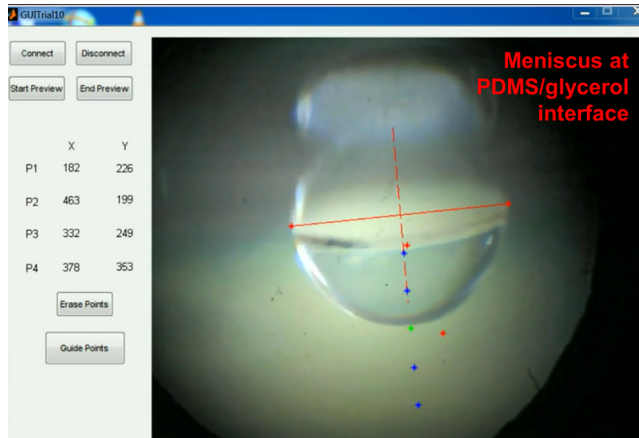 GUITrial10
Connect Disconnect
Start Preview End Preview
Meniscus at
PDMS/glycerol
interface
X Y
P1 182 226
P2 463 199
P3 332 249
P4 378 353
Erase Points
Guide Points